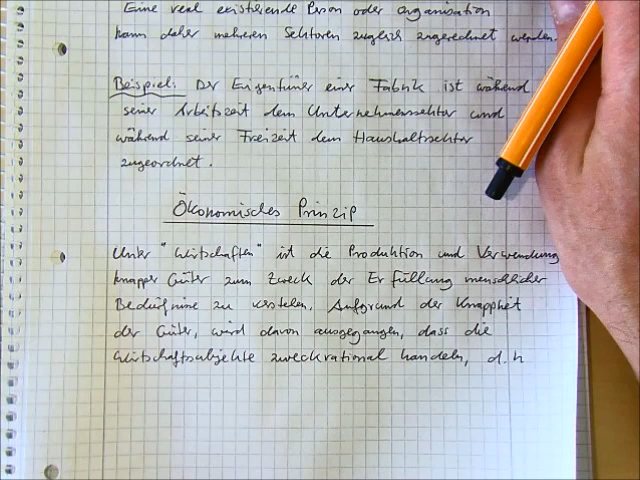 Eine real existierende Person oder Organisation
kann daher mehreren Sektoren zugleich zugerechnet werden.
Beispiel: Der Eigentümer einer Fabrik ist während
seiner Arbeitszeit dem Unternehmenssektor und
während seiner Freizeit dem Haushaltssektor
zugeordnet.
Ökonomisches Prinzip
Unter "Wirtschaften" ist die Produktion und Verwendung
knapper Güter zum Zweck der Erfüllung menschlicher
Bedüfnisse zu verstehen. Aufgrund der Knappheit
der Güter, wird davon ausgegangen, dass die
Wirtschaftssubjekte zweckrational handeln, d.h